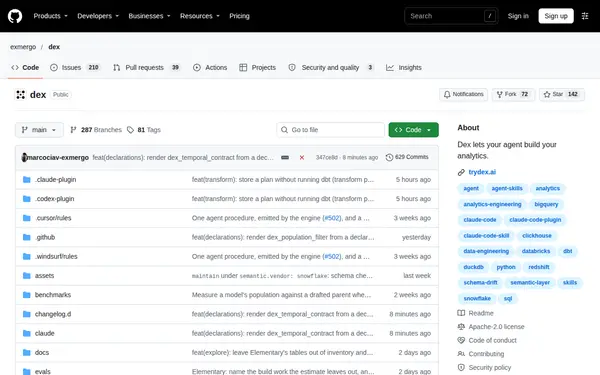 Product Developers Business Resources Pricing Search / Sign in Sign up
exmergo / dex
Code Issues 210 Pull requests 39 Actions Projects Security and quality 3 Insights
dex Public Notifications Fork 72 Star 142
main 287 Branches 81 Tags Go to file Code
marcociav-exmergo feat(declarations): render dex_temporal_contract from a dec… 347ce8d · 8 minutes ago 629 Commits
.claude-plugin feat(transform): store a plan without running dbt (transform p… 5 hours ago
.codex-plugin feat(transform): store a plan without running dbt (transform p… 5 hours ago
.cursor/rules One agent procedure, emitted by the engine (#502), and a … 3 weeks ago
.github feat(declarations): render dex_population_filter from a declar… yesterday
.windsurf/rules One agent procedure, emitted by the engine (#502), and a … 3 weeks ago
assets maintain under semantic.vendor: snowflake: schema che… last week
benchmarks Measure a model's population against a drafted parent whe… 2 weeks ago
changelog.d feat(declarations): render dex_temporal_contract from a dec… 8 minutes ago
claude feat(declarations): render dex_temporal_contract from a dec… 8 minutes ago
docs feat(explore): leave Elementary's tables out of inventory and… 2 days ago
evals Elementary: name the build work the estimate leaves out, an… 2 days ago
About
Dex lets your agent build your
analytics.
trydex.ai
agent agent-skills analytics
analytics-engineering bigquery
claude-code claude-code-plugin
claude-code-skill clickhouse
data-engineering databricks dbt
duckdb python redshift
schema-drift semantic-layer skills
snowflake sql
Readme
Apache-2.0 license
Code of conduct
Contributing
Security policy